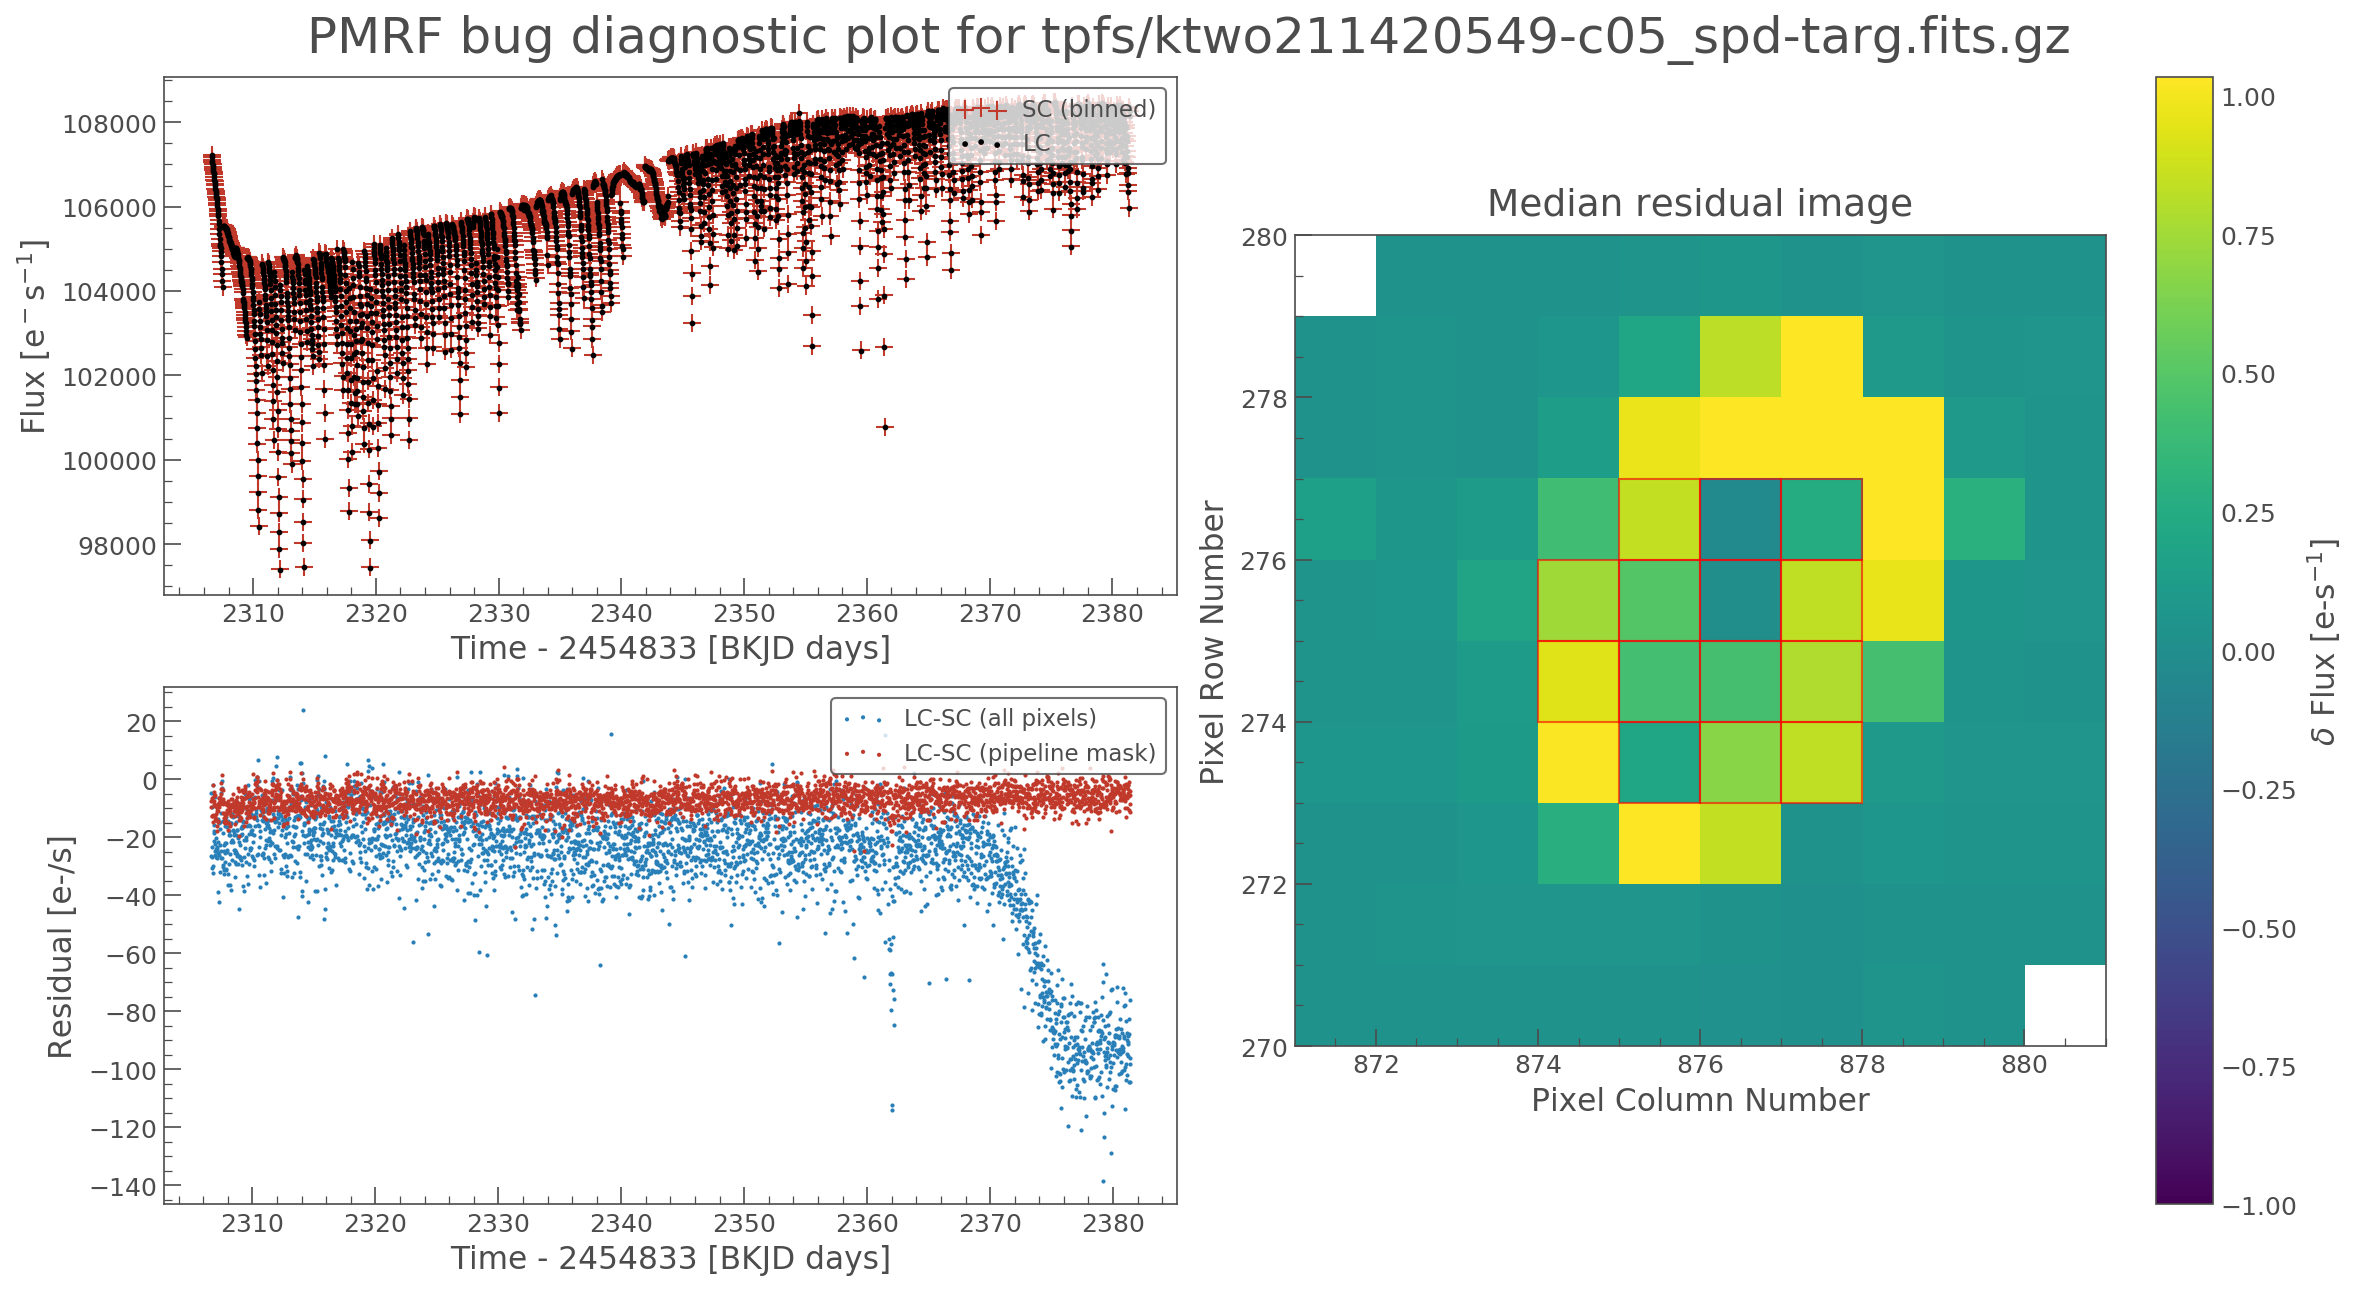 PMRF bug diagnostic plot for tpfs/ktwo211420549-c05_spd-targ.fits.gz
108000
106000
104000
102000
100000
98000
Flux [e⁻ s⁻¹]
SC (binned)
LC
2310 2320 2330 2340 2350 2360 2370 2380
Time - 2454833 [BKJD days]
20
0
−20
−40
−60
−80
−100
−120
−140
Residual [e-/s]
LC-SC (all pixels)
LC-SC (pipeline mask)
2310 2320 2330 2340 2350 2360 2370 2380
Time - 2454833 [BKJD days]
Median residual image
280
278
276
274
272
270
Pixel Row Number
872 874 876 878 880
Pixel Column Number
1.00
0.75
0.50
0.25
0.00
−0.25
−0.50
−0.75
−1.00
δ Flux [e-s⁻¹]